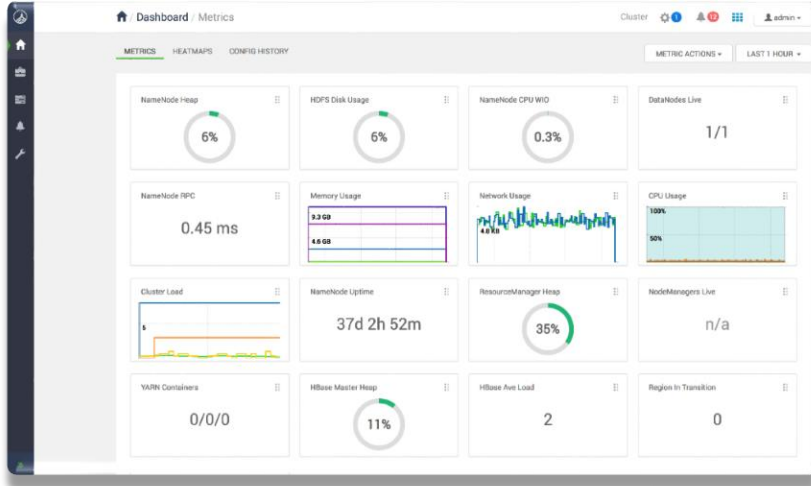 / Dashboard / Metrics
Cluster 1 12 admin
METRICS HEATMAPS CONFIG HISTORY
METRIC ACTIONS LAST 1 HOUR
NameNode Heap
6%
HDFS Disk Usage
6%
NameNode CPU WIO
0.3%
DataNodes Live
1/1
NameNode RPC
0.45 ms
Memory Usage
9.3 GB
4.6 GB
Network Usage
4.8 KB
CPU Usage
100%
50%
Cluster Load
5
NameNode Uptime
37d 2h 52m
ResourceManager Heap
35%
NodeManagers Live
n/a
YARN Containers
0/0/0
HBase Master Heap
11%
HBase Ave Load
2
Region In Transition
0